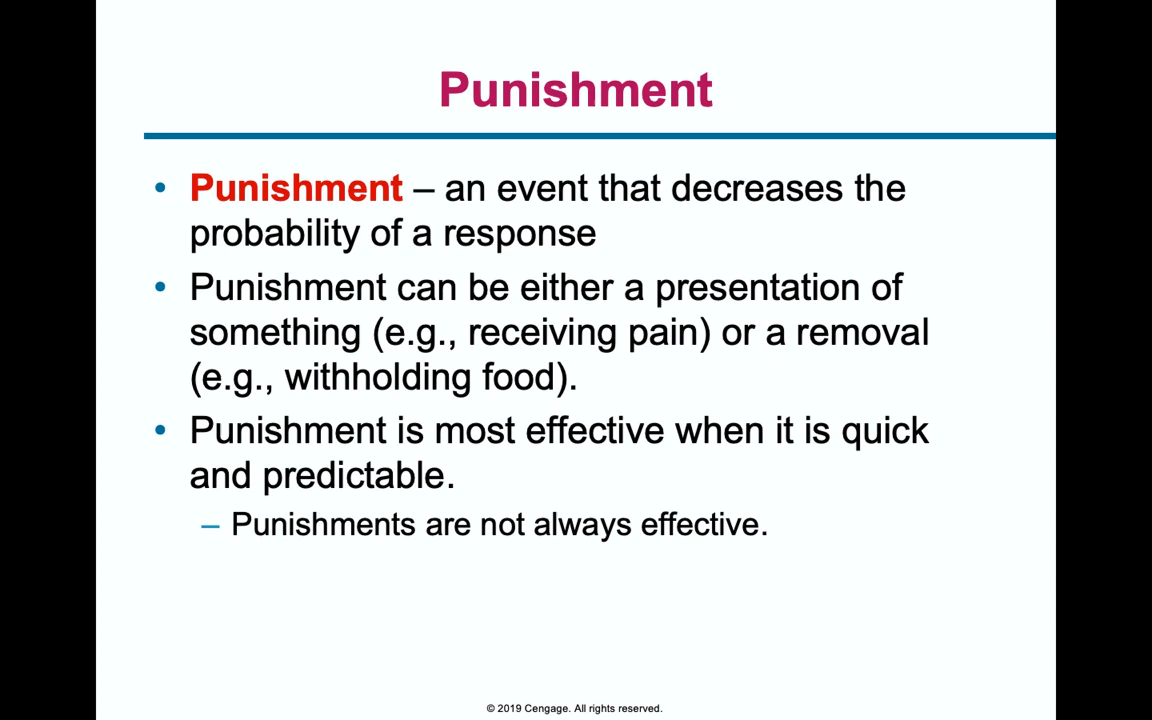 Punishment
• Punishment – an event that decreases the
probability of a response
• Punishment can be either a presentation of
something (e.g., receiving pain) or a removal
(e.g., withholding food).
• Punishment is most effective when it is quick
and predictable.
– Punishments are not always effective.
© 2019 Cengage. All rights reserved.